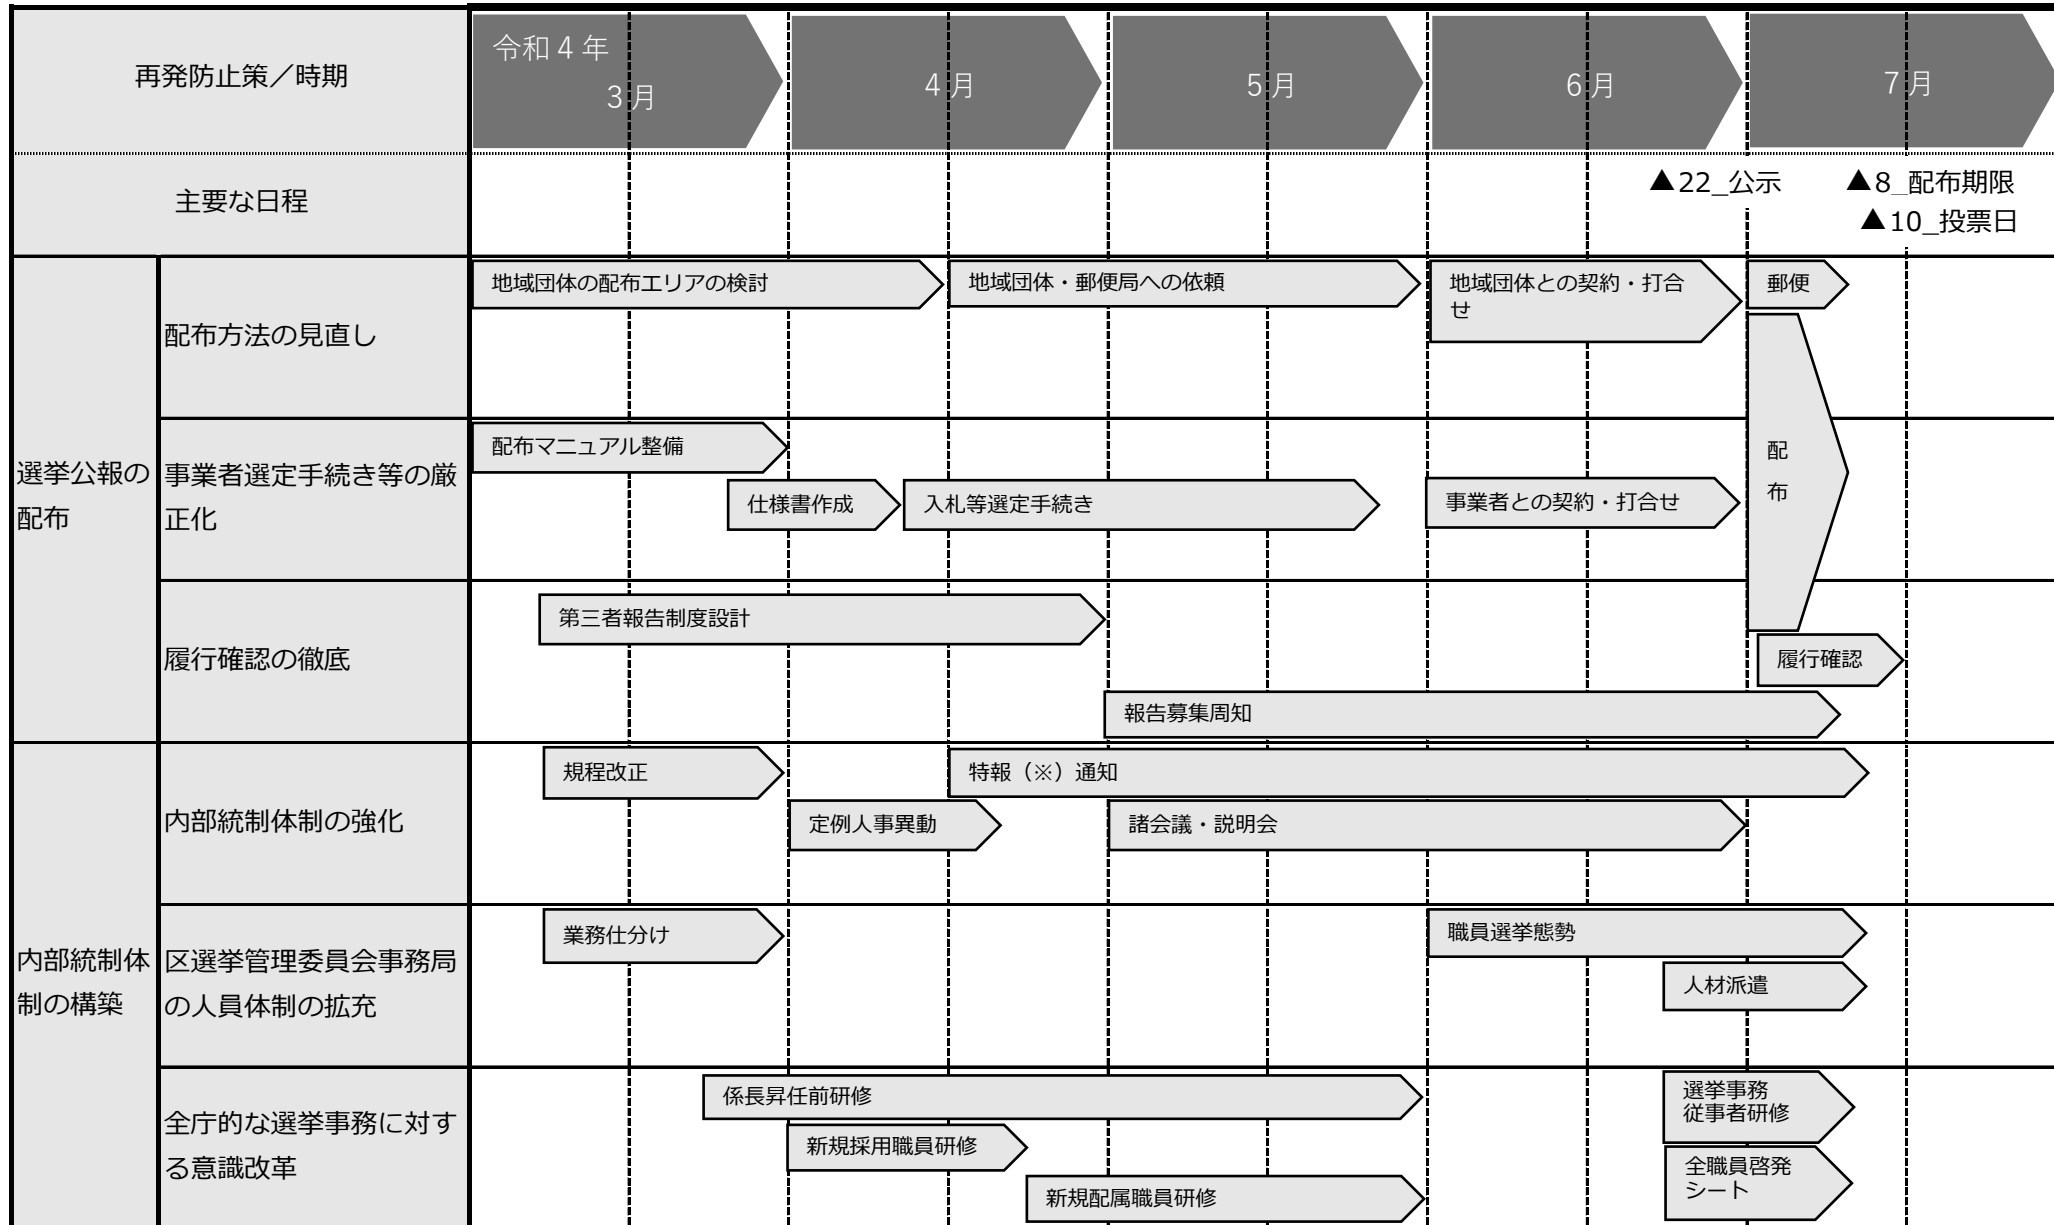 再発防止策／時期
令和４年
３月
４月
５月
６月
７月
主要な日程
▲22_公示
▲8_配布期限
▲10_投票日
選挙公報の
配布
配布方法の見直し
地域団体の配布エリアの検討
地域団体・郵便局への依頼
地域団体との契約・打合
せ
郵便
配
布
事業者選定手続き等の厳
正化
配布マニュアル整備
仕様書作成
入札等選定手続き
事業者との契約・打合せ
履行確認の徹底
第三者報告制度設計
履行確認
報告募集周知
内部統制体
制の構築
内部統制体制の強化
規程改正
特報（※）通知
定例人事異動
諸会議・説明会
区選挙管理委員会事務局
の人員体制の拡充
業務仕分け
職員選挙態勢
人材派遣
全庁的な選挙事務に対す
る意識改革
係長昇任前研修
新規採用職員研修
新規配属職員研修
選挙事務
従事者研修
全職員啓発
シート